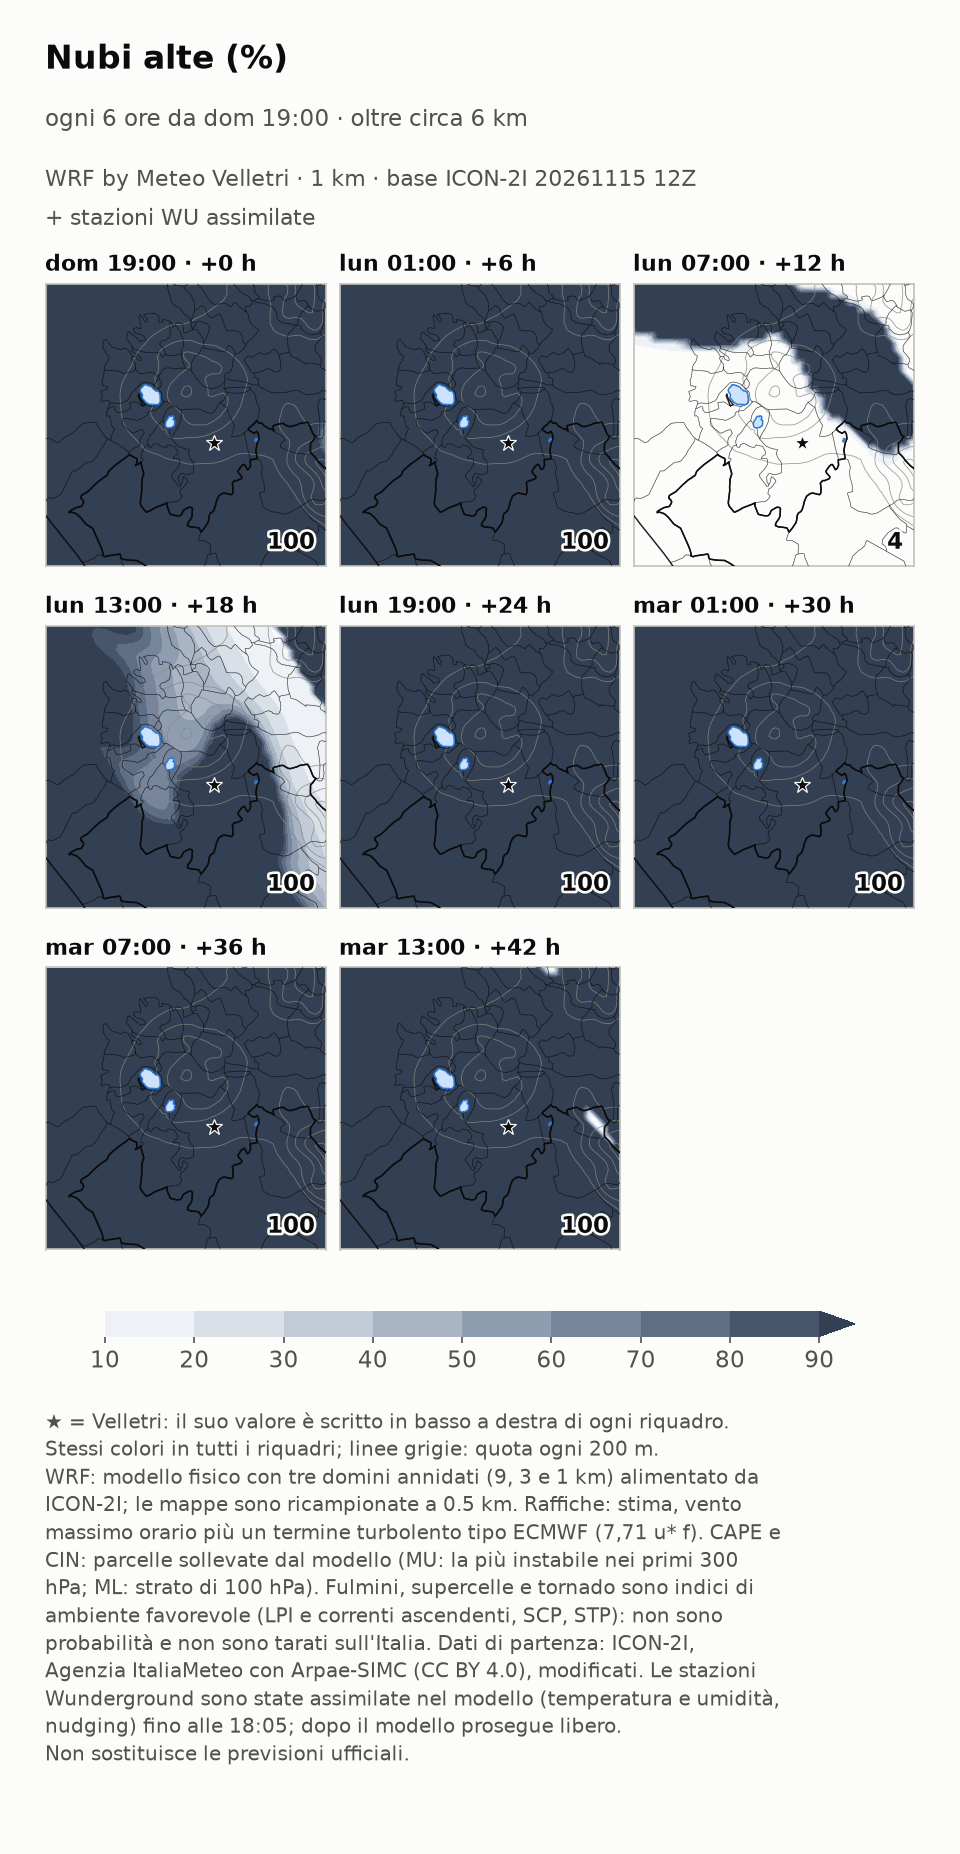 Nubi alte (%)
ogni 6 ore da dom 19:00 · oltre circa 6 km
WRF by Meteo Velletri · 1 km · base ICON-2I 20261115 12Z
+ stazioni WU assimilate
dom 19:00 · +0 h
lun 01:00 · +6 h
lun 07:00 · +12 h
100
100
4
lun 13:00 · +18 h
lun 19:00 · +24 h
mar 01:00 · +30 h
100
100
100
mar 07:00 · +36 h
mar 13:00 · +42 h
100
100
10 20 30 40 50 60 70 80 90
★ = Velletri: il suo valore è scritto in basso a destra di ogni riquadro.
Stessi colori in tutti i riquadri; linee grigie: quota ogni 200 m.
WRF: modello fisico con tre domini annidati (9, 3 e 1 km) alimentato da
ICON-2I; le mappe sono ricampionate a 0.5 km. Raffiche: stima, vento
massimo orario più un termine turbolento tipo ECMWF (7,71 u* f). CAPE e
CIN: parcelle sollevate dal modello (MU: la più instabile nei primi 300
hPa; ML: strato di 100 hPa). Fulmini, supercelle e tornado sono indici di
ambiente favorevole (LPI e correnti ascendenti, SCP, STP): non sono
probabilità e non sono tarati sull'Italia. Dati di partenza: ICON-2I,
Agenzia ItaliaMeteo con Arpae-SIMC (CC BY 4.0), modificati. Le stazioni
Wunderground sono state assimilate nel modello (temperatura e umidità,
nudging) fino alle 18:05; dopo il modello prosegue libero.
Non sostituisce le previsioni ufficiali.